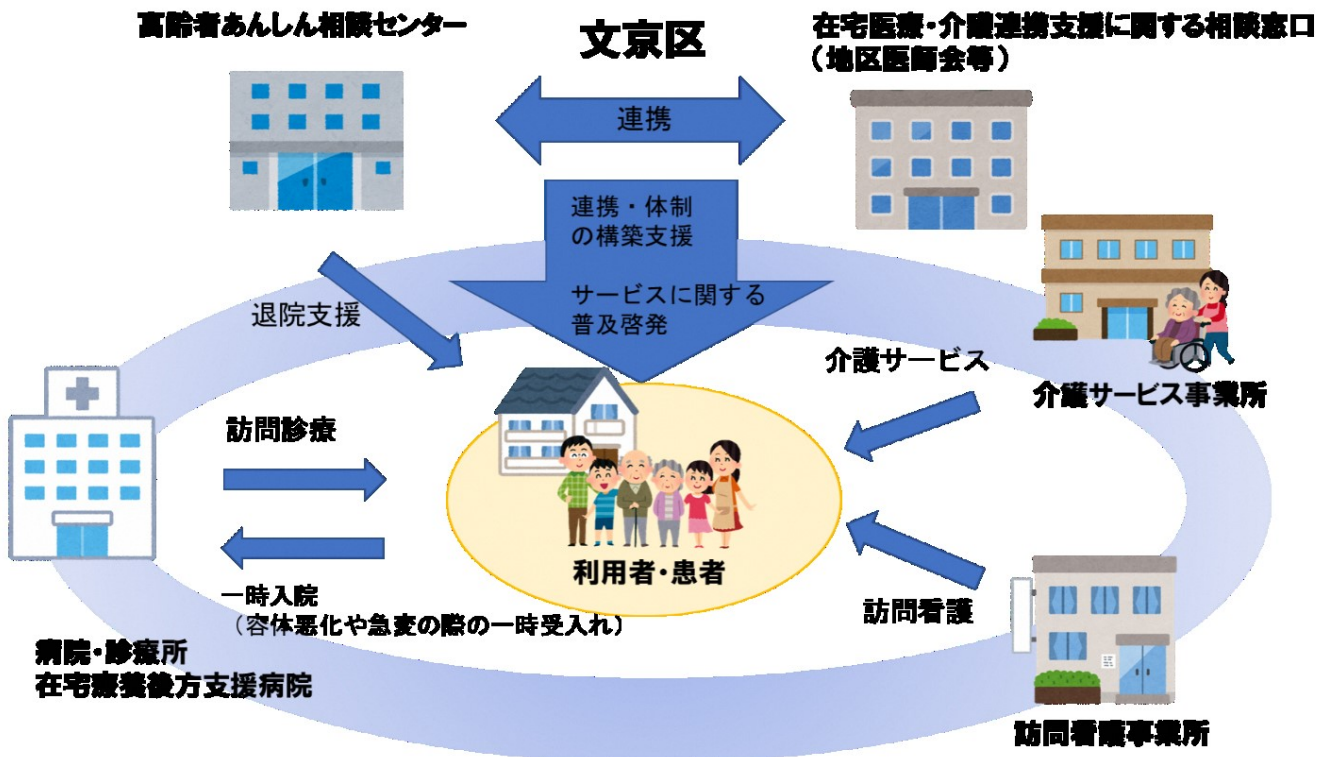 高齢者あんしん相談センター
文京区
在宅医療・介護連携支援に関する相談窓口
（地区医師会等）
連携
連携・体制
の構築支援
サービスに関する
普及啓発
退院支援
介護サービス
介護サービス事業所
訪問診療
利用者・患者
一時入院
（容体悪化や急変の際の一時受入れ）
訪問看護
病院・診療所
在宅療養後方支援病院
訪問看護事業所